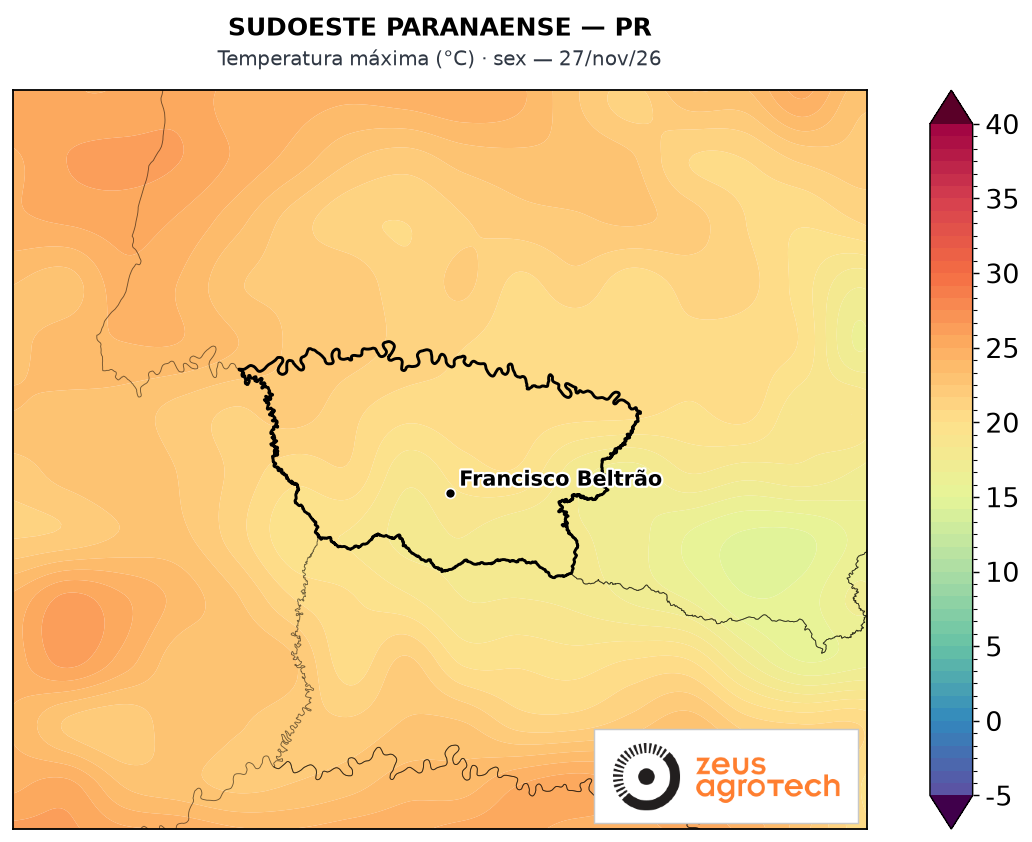 SUDOESTE PARANAENSE — PR
Temperatura máxima (°C) · sex — 27/nov/26
40
35
30
25
20
15
10
5
0
-5
Francisco Beltrão
zeus
agrotech